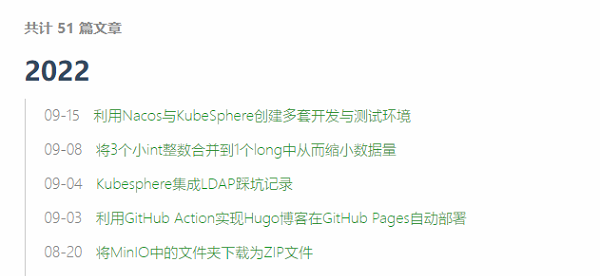 共计 51 篇文章
2022
09-15 利用Nacos与KubeSphere创建多套开发与测试环境
09-08 将3个小int整数合并到1个long中从而缩小数据量
09-04 Kubesphere集成LDAP踩坑记录
09-03 利用GitHub Action实现Hugo博客在GitHub Pages自动部署
08-20 将MinIO中的文件夹下载为ZIP文件